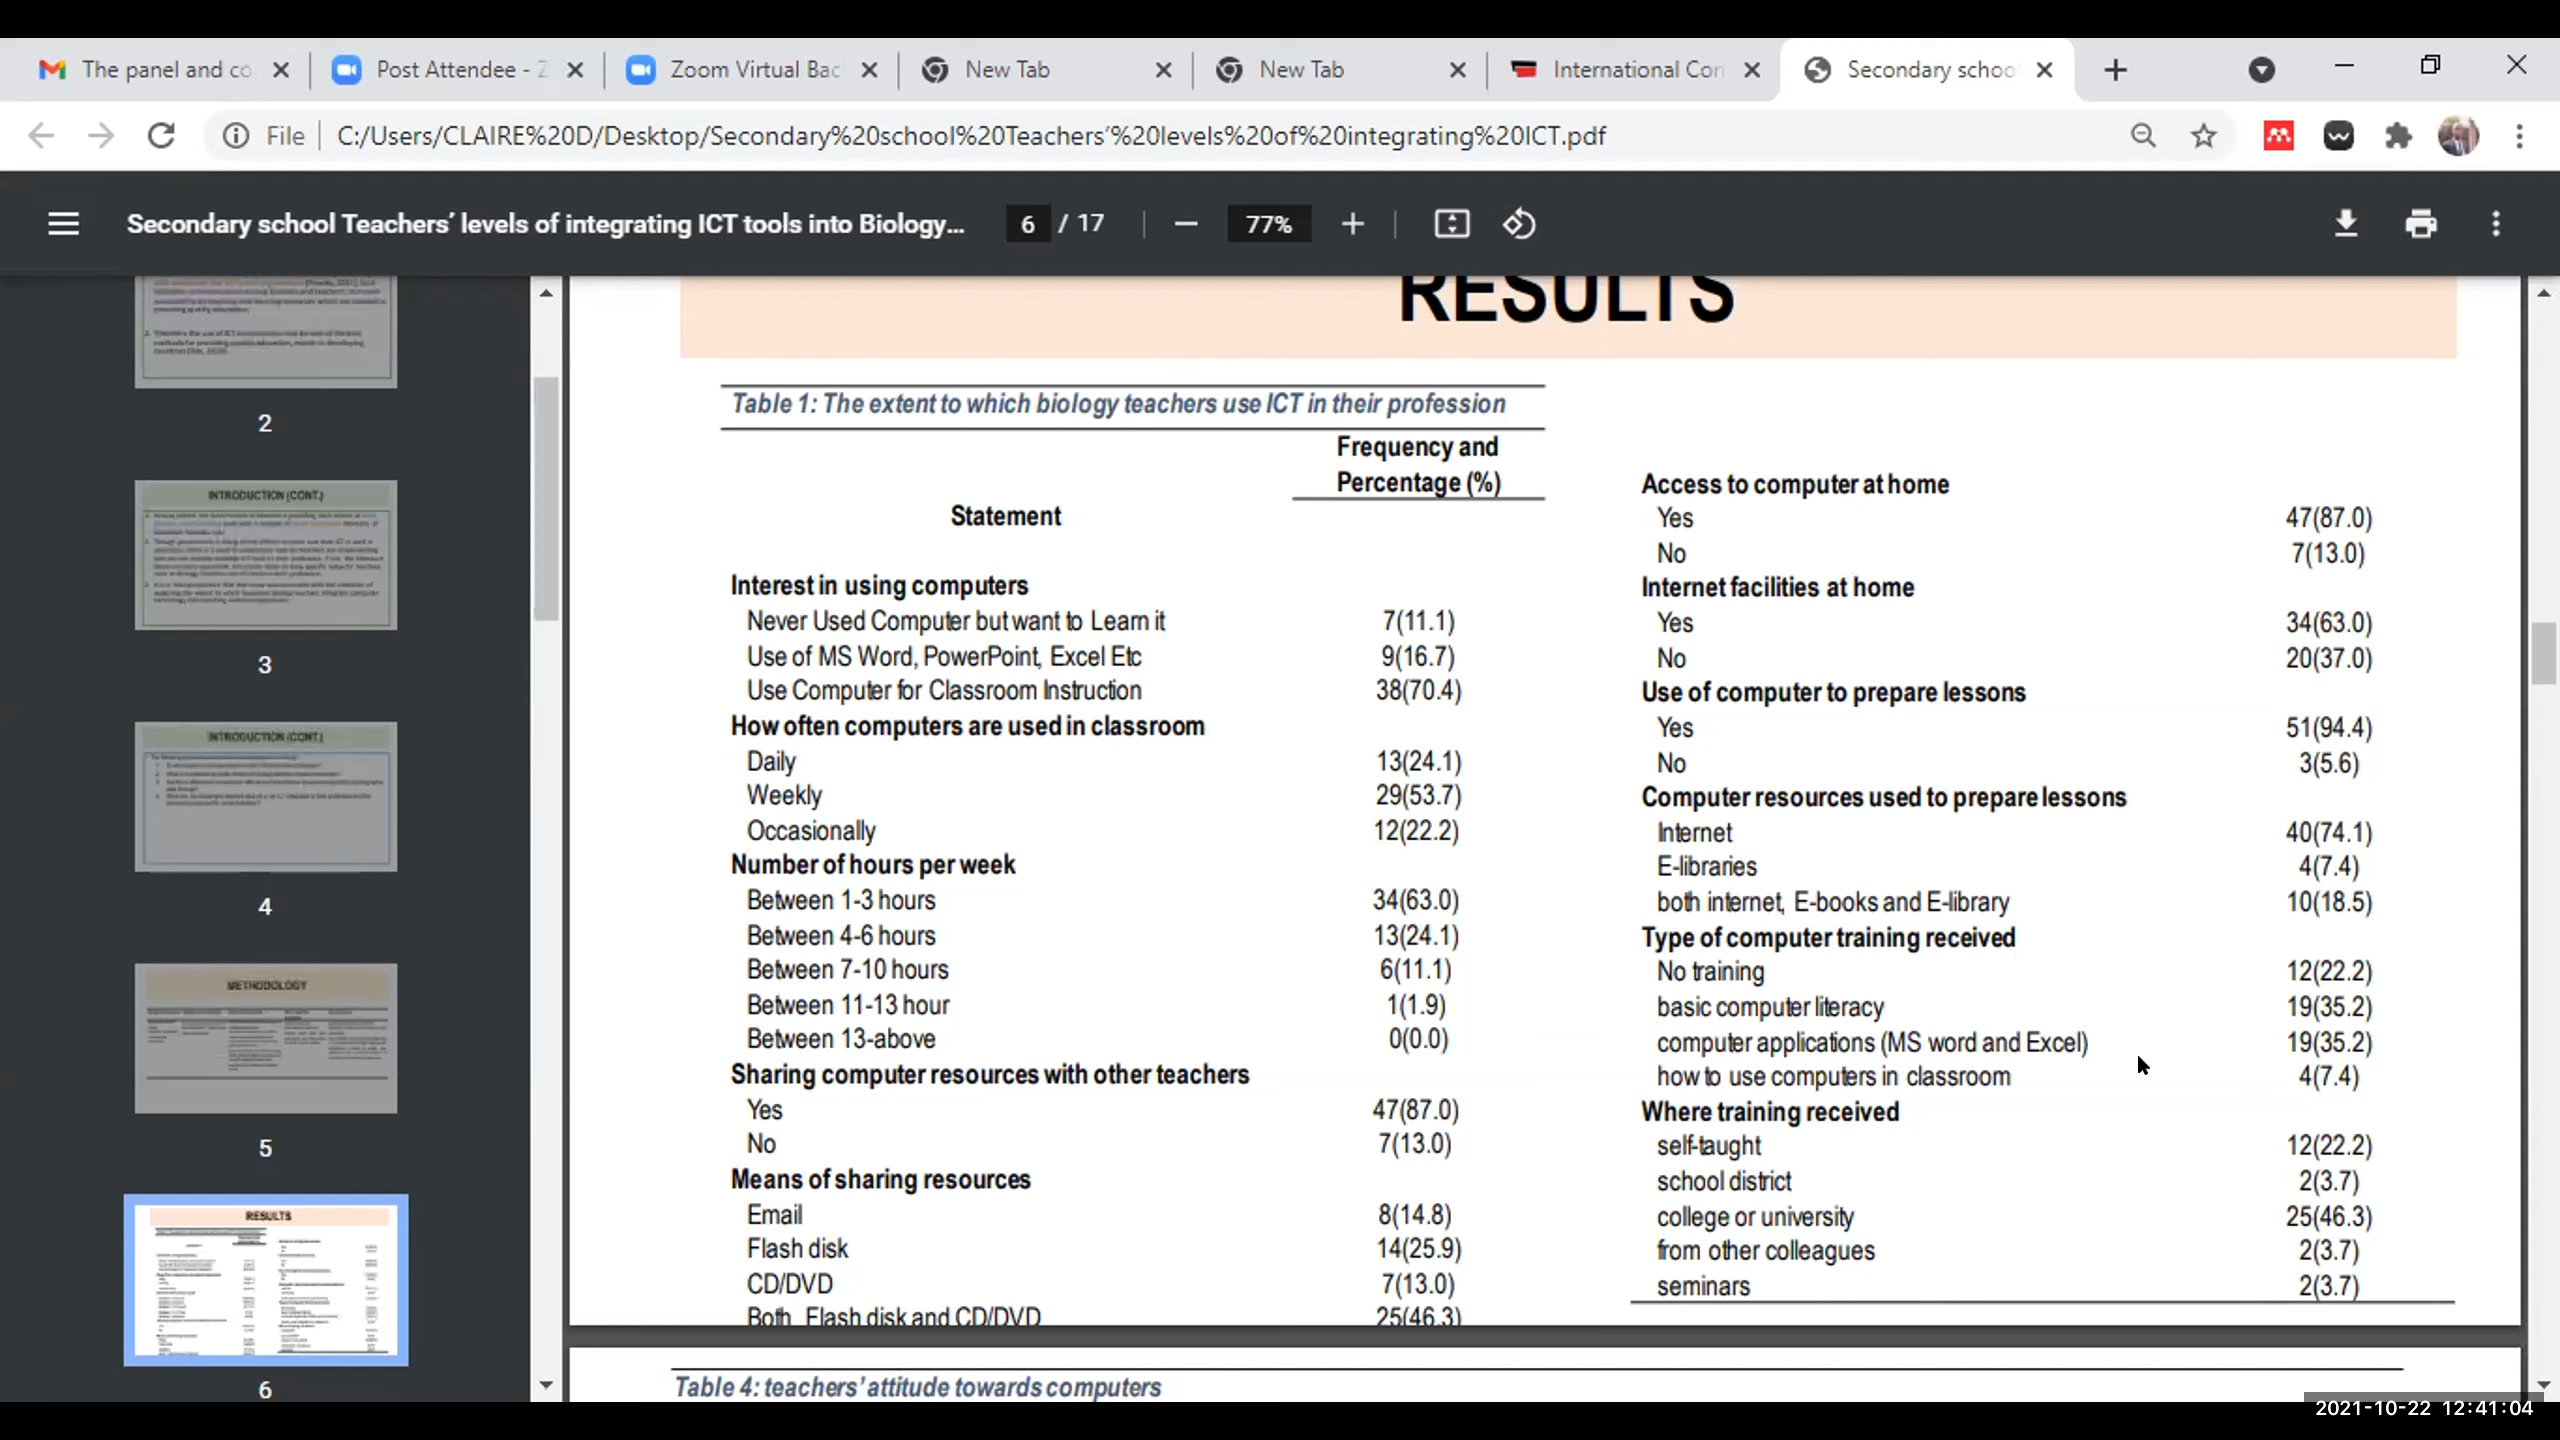 The panel and co
Post Attendee - Z
Zoom Virtual Bac
New Tab
New Tab
International Con
Secondary schoo
File
C:/Users/CLAIRE%20D/Desktop/Secondary%20school%20Teachers’%20levels%20of%20integrating%20ICT.pdf
Secondary school Teachers’ levels of integrating ICT tools into Biology...
6 / 17
77%
2
INTRODUCTION (CONT.)
3
INTRODUCTION (CONT.)
4
METHODOLOGY
5
RESULTS
6
RESULTS
Table 1: The extent to which biology teachers use ICT in their profession
Frequency and
Percentage (%)
Statement
Interest in using computers
Never Used Computer but want to Learn it 7(11.1)
Use of MS Word, PowerPoint, Excel Etc 9(16.7)
Use Computer for Classroom Instruction 38(70.4)
How often computers are used in classroom
Daily 13(24.1)
Weekly 29(53.7)
Occasionally 12(22.2)
Number of hours per week
Between 1-3 hours 34(63.0)
Between 4-6 hours 13(24.1)
Between 7-10 hours 6(11.1)
Between 11-13 hour 1(1.9)
Between 13-above 0(0.0)
Sharing computer resources with other teachers
Yes 47(87.0)
No 7(13.0)
Means of sharing resources
Email 8(14.8)
Flash disk 14(25.9)
CD/DVD 7(13.0)
Both Flash disk and CD/DVD 25(46.3)
Access to computer at home
Yes 47(87.0)
No 7(13.0)
Internet facilities at home
Yes 34(63.0)
No 20(37.0)
Use of computer to prepare lessons
Yes 51(94.4)
No 3(5.6)
Computer resources used to prepare lessons
Internet 40(74.1)
E-libraries 4(7.4)
both internet, E-books and E-library 10(18.5)
Type of computer training received
No training 12(22.2)
basic computer literacy 19(35.2)
computer applications (MS word and Excel) 19(35.2)
how to use computers in classroom 4(7.4)
Where training received
self-taught 12(22.2)
school district 2(3.7)
college or university 25(46.3)
from other colleagues 2(3.7)
seminars 2(3.7)
Table 4: teachers’ attitude towards computers
2021-10-22 12:41:04